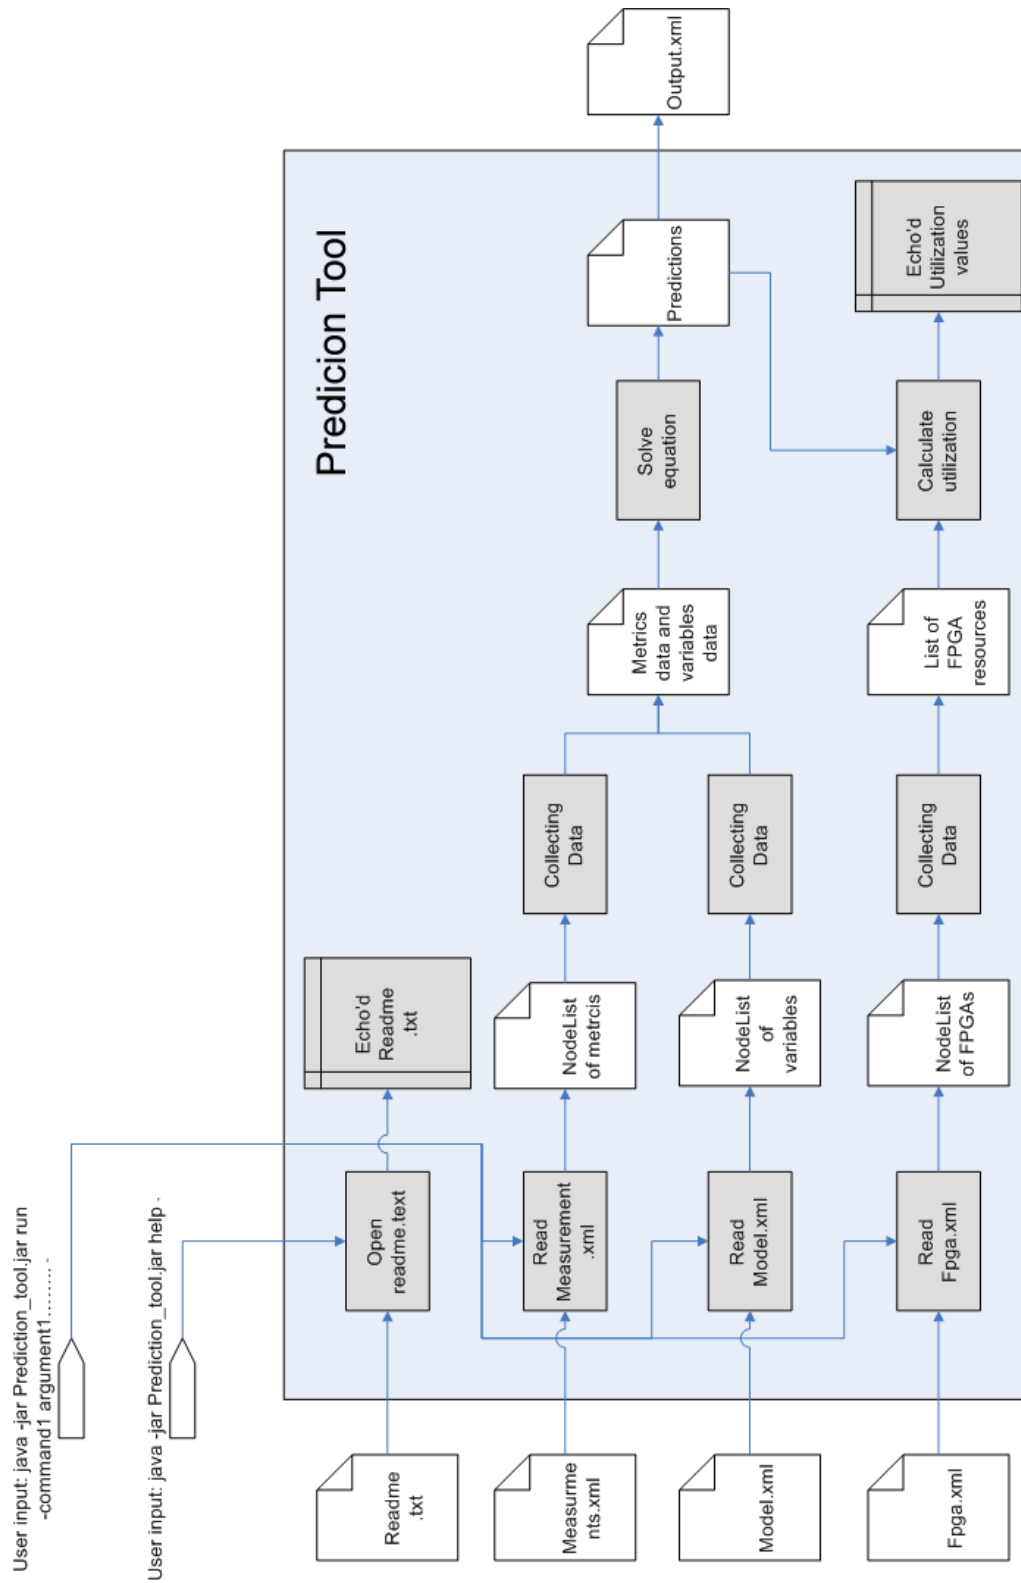 User input: java -jar Prediction_tool.jar run
-command1 argument1........ -
User input: java -jar Prediction_tool.jar help -
Predicion Tool
Readme
.txt
Open
readme.text
Echo'd
Readme
.txt
Measurme
nts.xml
Read
Measurement
.xml
NodeList
of metrcis
Collecting
Data
Metrics
data and
variables
data
Solve
equation
Predictions
Output.xml
Model.xml
Read
Model.xml
NodeList
of
variables
Collecting
Data
Fpga.xml
Read
Fpga.xml
NodeList
of FPGAs
Collecting
Data
List of
FPGA
resources
Calculate
utilization
Echo'd
Utilization
values